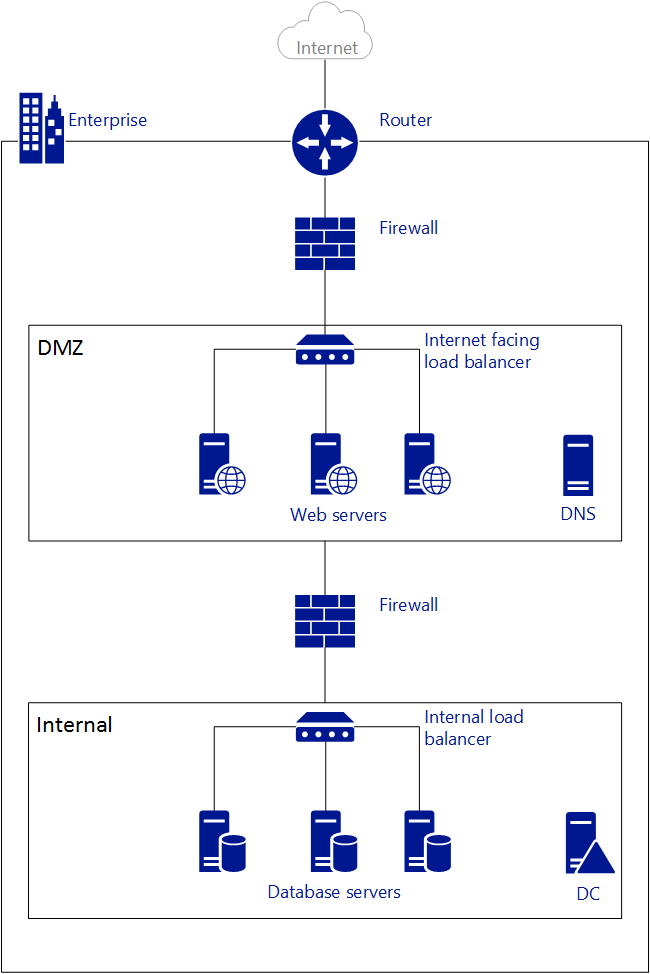 Internet
Enterprise
Router
Firewall
DMZ
Internet facing
load balancer
Web servers
DNS
Firewall
Internal
Internal load
balancer
Database servers
DC